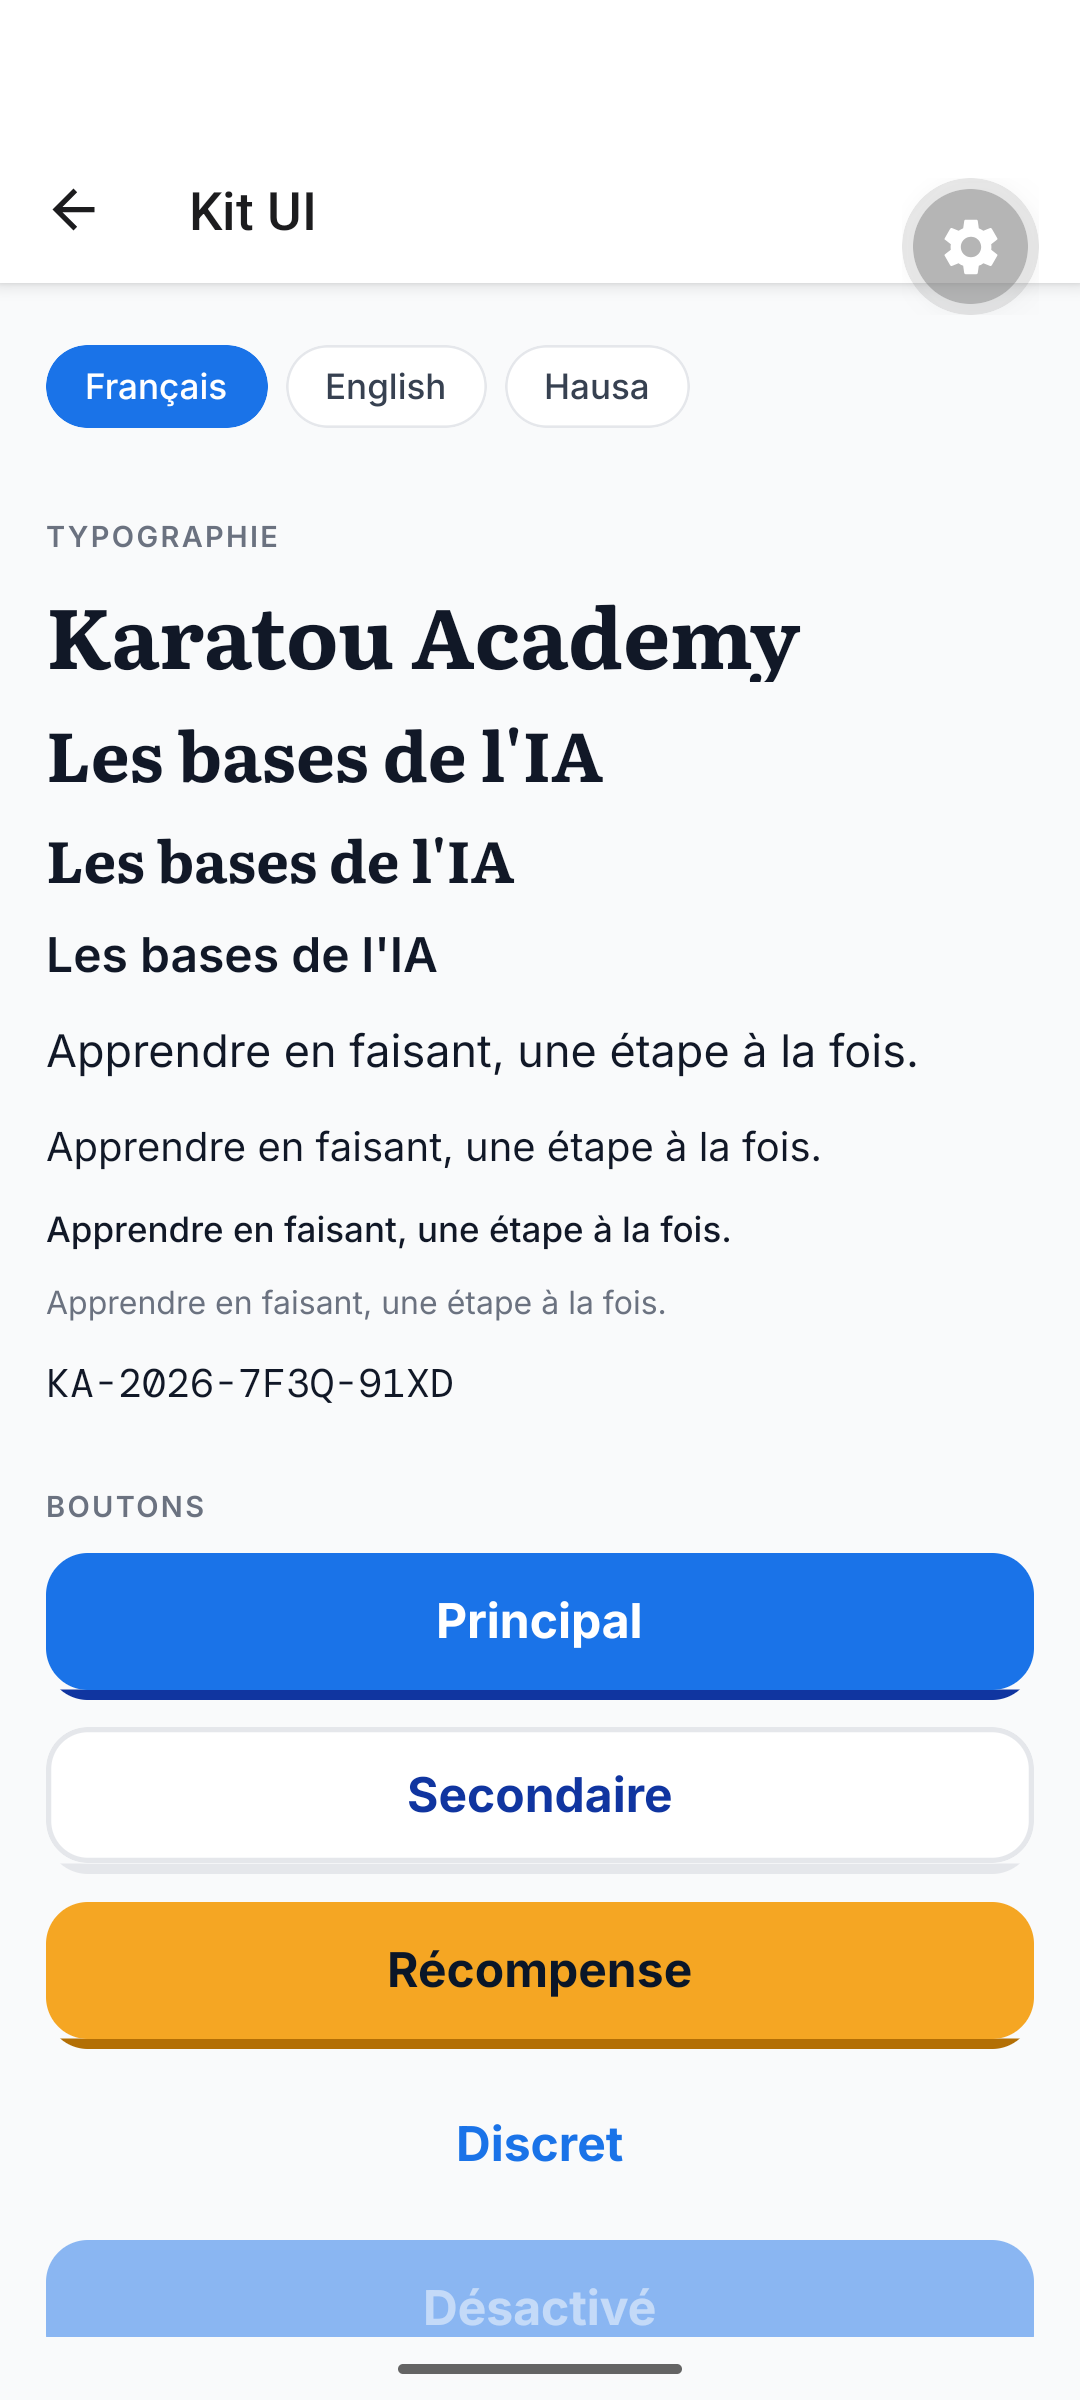 Kit UI
Français English Hausa
TYPOGRAPHIE
Karatou Academy
Les bases de l'IA
Les bases de l'IA
Les bases de l'IA
Apprendre en faisant, une étape à la fois.
Apprendre en faisant, une étape à la fois.
Apprendre en faisant, une étape à la fois.
Apprendre en faisant, une étape à la fois.
KA-2026-7F3Q-91XD
BOUTONS
Principal
Secondaire
Récompense
Discret
Désactivé